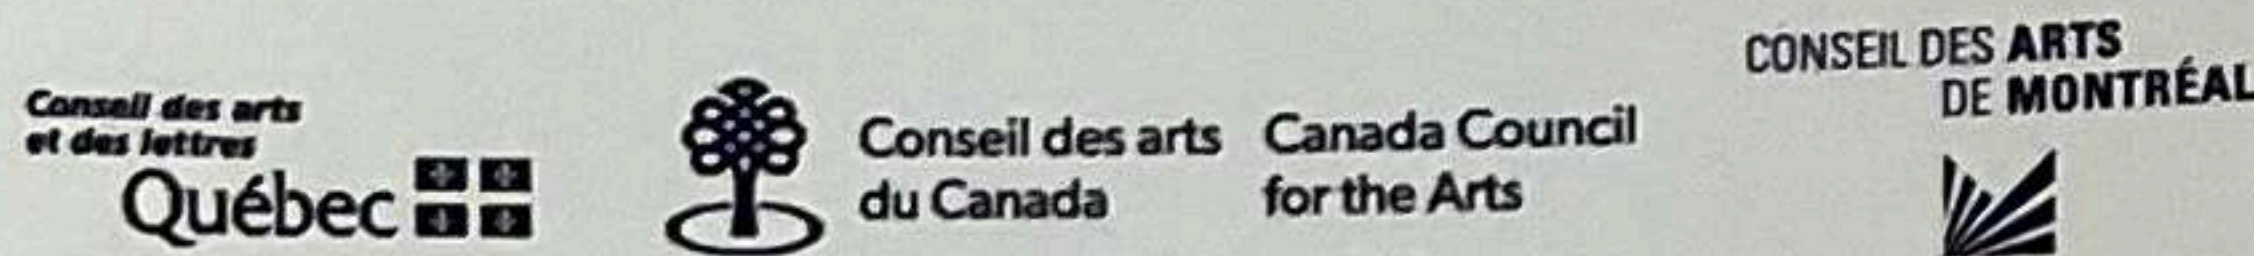 Conseil des arts
et des lettres
Québec
Conseil des arts
du Canada
Canada Council
for the Arts
CONSEIL DES ARTS
DE MONTRÉAL